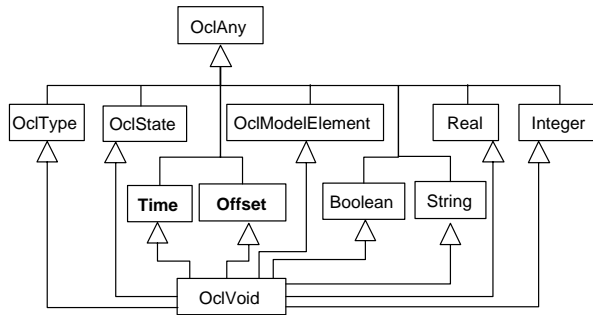 OclAny
OclType
OclState
OclModelElement
Real
Integer
Time
Offset
Boolean
String
OclVoid